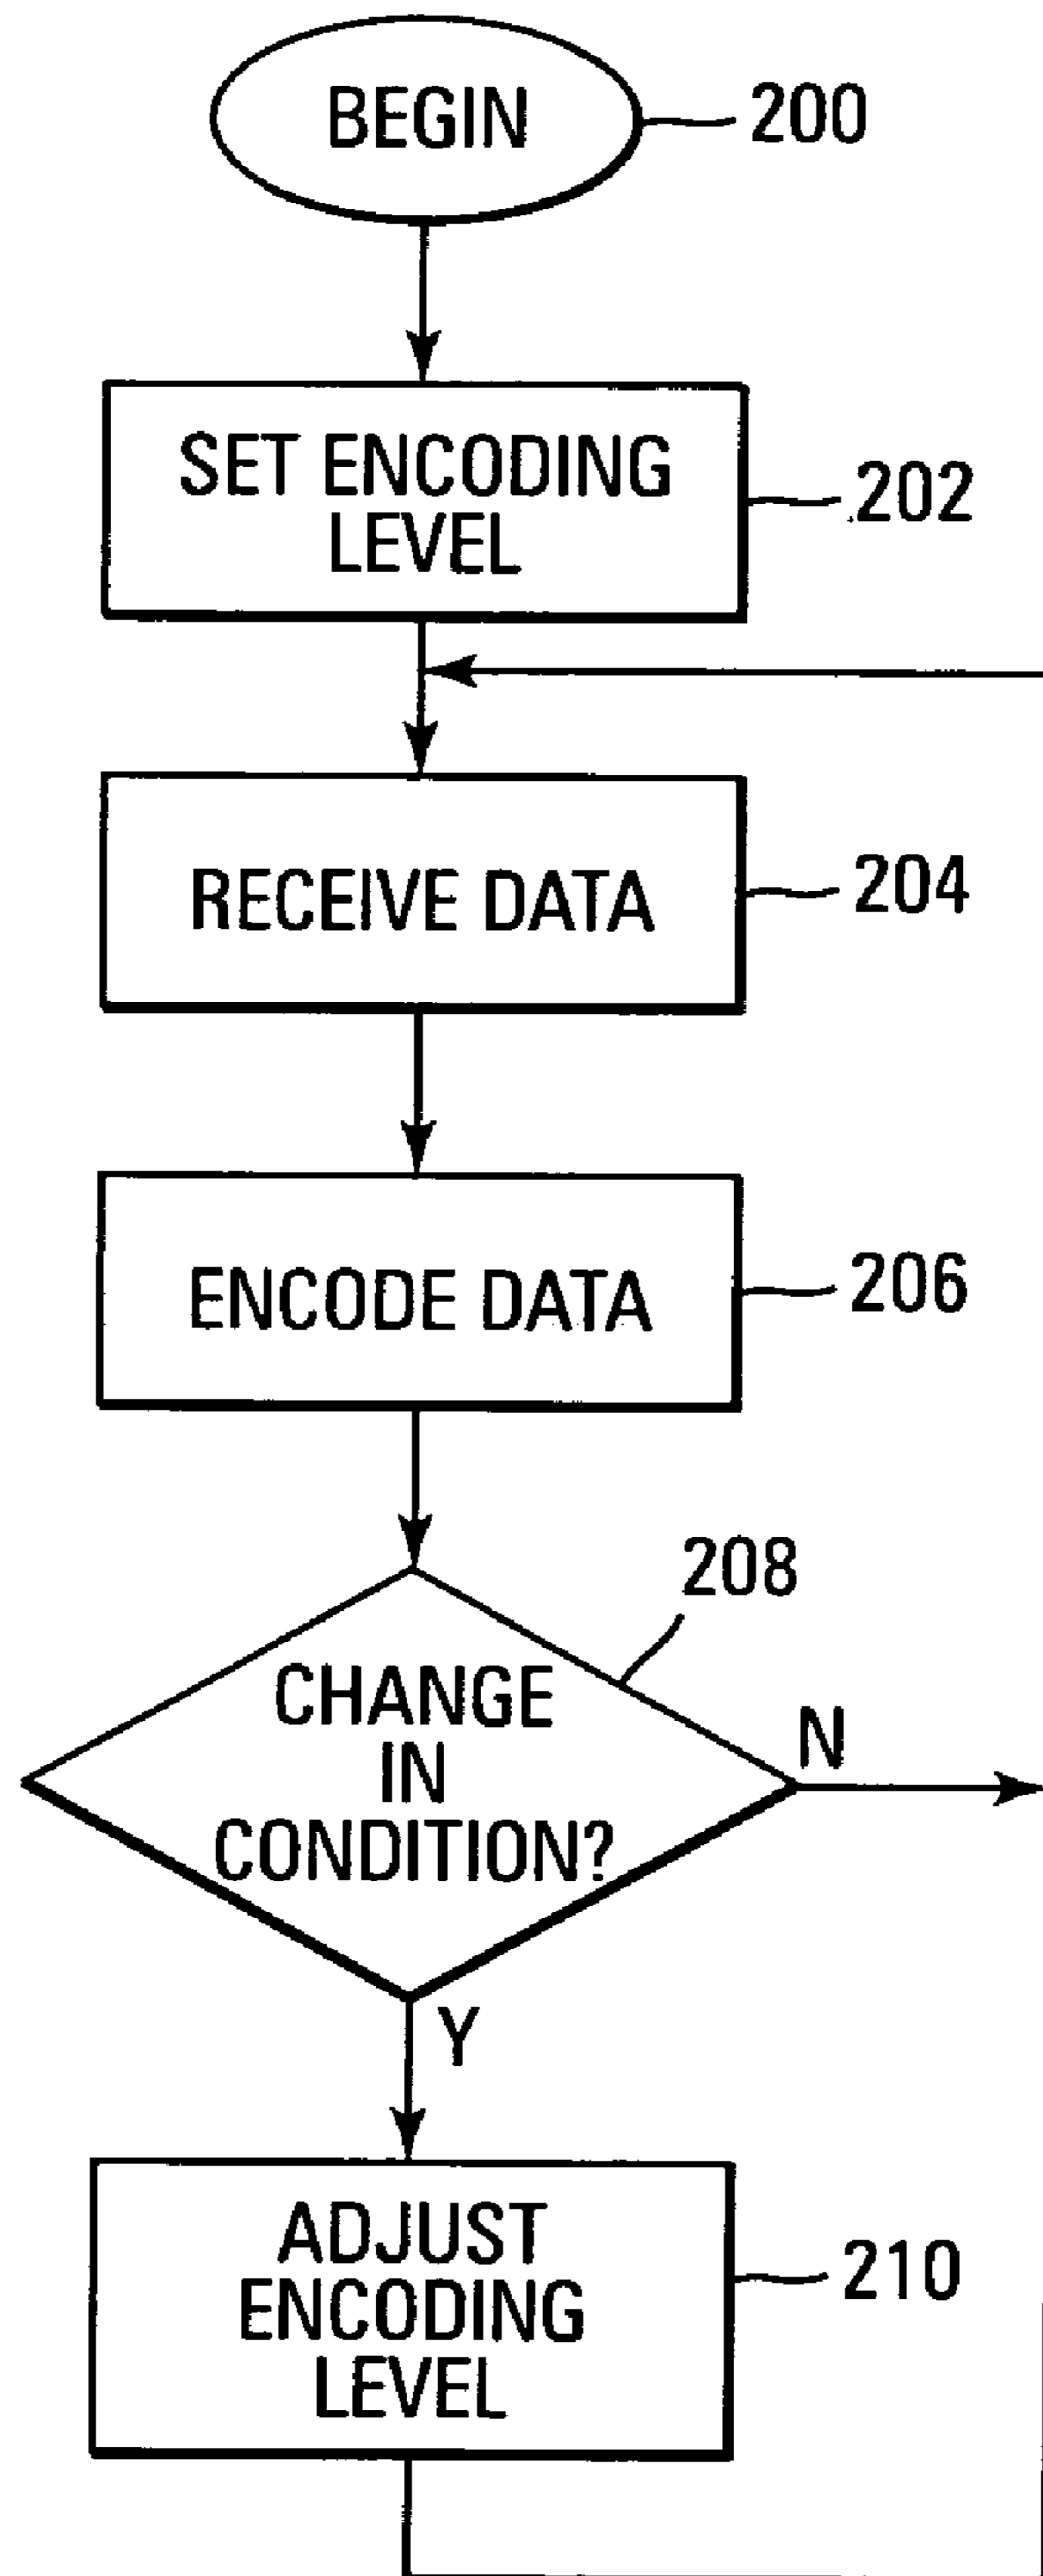 BEGIN
200
SET ENCODING
LEVEL
202
RECEIVE DATA
204
ENCODE DATA
206
208
CHANGE
IN
CONDITION?
N
Y
ADJUST
ENCODING
LEVEL
210